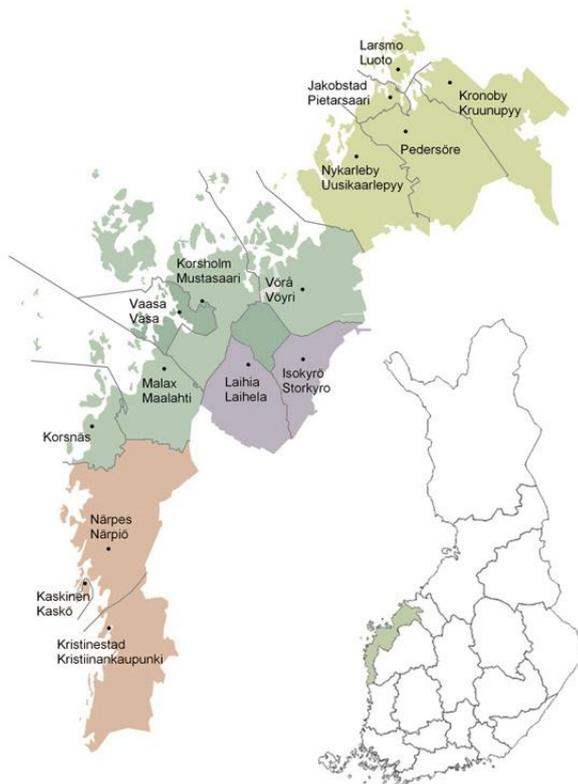 Larsmo
Luoto
Jakobstad
Pietarsaari
Kronoby
Kruunupyy
Pedersöre
Nykarleby
Uusikaarlepyy
Korsholm
Mustasaari
Vörå
Vöyri
Vaasa
Vasa
Malax
Maalahti
Laihia
Laihela
Isokyrö
Storkyro
Korsnäs
Närpes
Närpiö
Kaskinen
Kaskö
Kristinestad
Kristiinankaupunki